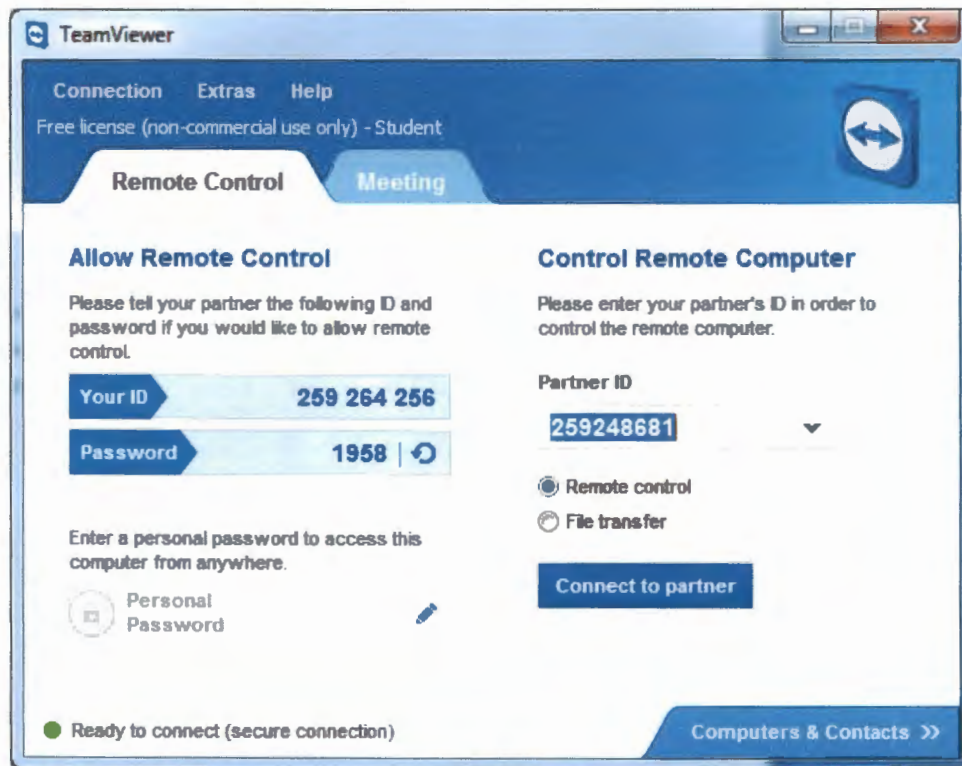 TeamViewer
Connection Extras Help
Free license (non-commercial use only) - Student
Remote Control Meeting
Allow Remote Control
Please tell your partner the following ID and
password if you would like to allow remote
control.
Your ID 259 264 256
Password 1958
Enter a personal password to access this
computer from anywhere.
Personal
Password
Control Remote Computer
Please enter your partner's ID in order to
control the remote computer.
Partner ID
259248681
Remote control
File transfer
Connect to partner
Ready to connect (secure connection)
Computers & Contacts >>